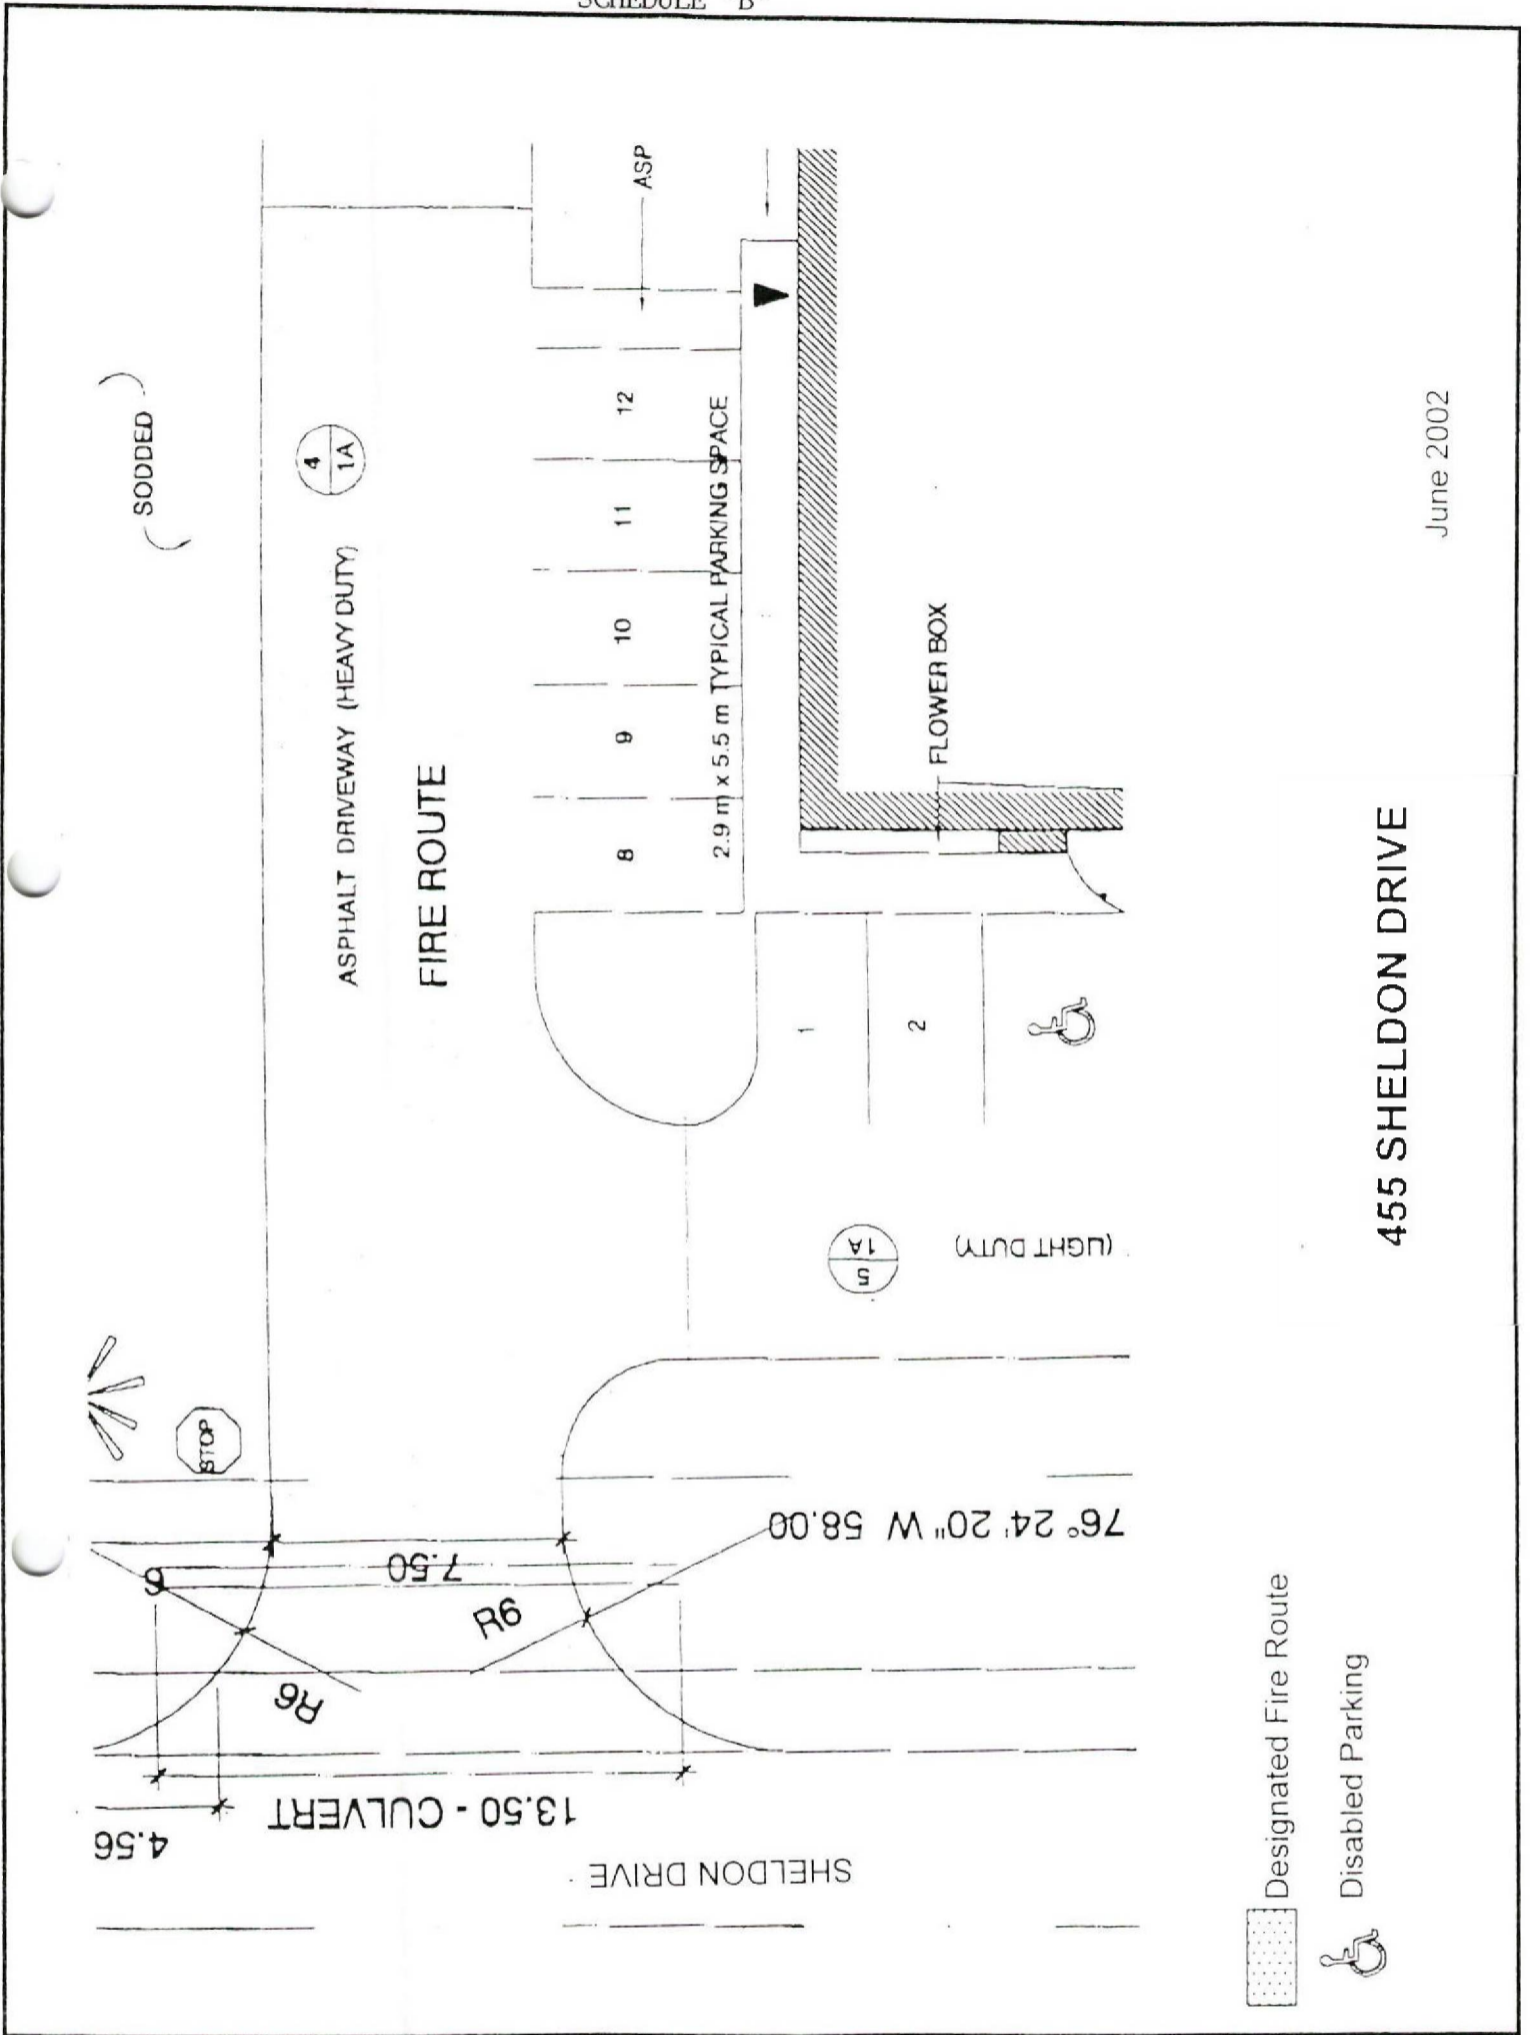 SCHEDULE "B"
SODDED
4
1A
ASPHALT DRIVEWAY (HEAVY DUTY)
FIRE ROUTE
ASP
8
9
10
11
12
2.9 m x 5.5 m TYPICAL PARKING SPACE
FLOWER BOX
1
2
5
1A
(LIGHT DUTY)
STOP
7.50
R6
R6
76° 24' 20" W 58.00
4.56
13.50 - CULVERT
SHELDON DRIVE
455 SHELDON DRIVE
June 2002
Designated Fire Route
Disabled Parking